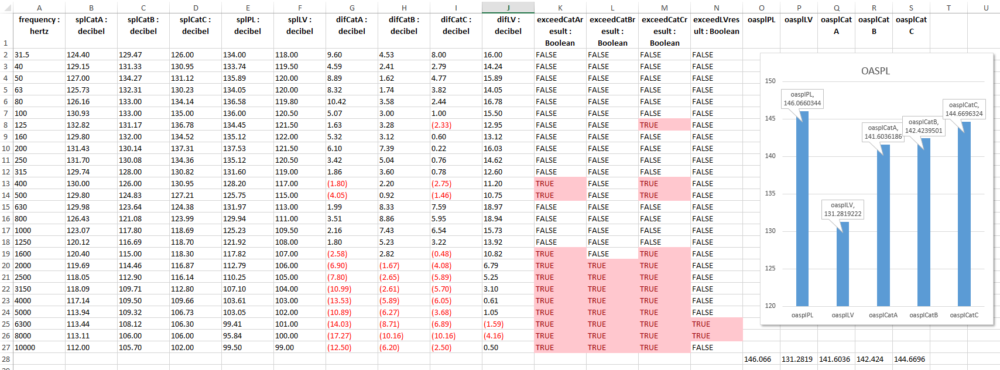 A B C D E F G H I J K L M N O P Q R S T U
1 frequency : hertz splCatA : decibel splCatB : decibel splCatC : decibel splPL : decibel splLV : decibel difCatA : decibel difCatB : decibel difCatC : decibel difLV : decibel exceedCatAresult : Boolean exceedCatBresult : Boolean exceedCatCresult : Boolean exceedLVresult : Boolean oasplPL oasplLV oasplCatA oasplCatB oasplCatC
2 31.5 124.40 129.47 126.00 134.00 118.00 9.60 4.53 8.00 16.00 FALSE FALSE FALSE FALSE
3 40 129.15 131.33 130.95 133.74 119.50 4.59 2.41 2.79 14.24 FALSE FALSE FALSE FALSE
4 50 127.00 134.27 131.12 135.89 120.00 8.89 1.62 4.77 15.89 FALSE FALSE FALSE FALSE
5 63 125.73 132.31 130.23 134.05 120.00 8.32 1.74 3.82 14.05 FALSE FALSE FALSE FALSE
6 80 126.16 133.00 134.14 136.58 119.80 10.42 3.58 2.44 16.78 FALSE FALSE FALSE FALSE
7 100 130.93 133.00 135.00 136.00 120.50 5.07 3.00 1.00 15.50 FALSE FALSE FALSE FALSE
8 125 132.82 131.17 136.78 134.45 121.50 1.63 3.28 (2.33) 12.95 FALSE FALSE TRUE FALSE
9 160 129.80 132.00 134.52 135.12 122.00 5.32 3.12 0.60 13.12 FALSE FALSE FALSE FALSE
10 200 131.43 130.14 137.31 137.53 121.50 6.10 7.39 0.22 16.03 FALSE FALSE FALSE FALSE
11 250 131.70 130.08 134.36 135.12 120.50 3.42 5.04 0.76 14.62 FALSE FALSE FALSE FALSE
12 315 129.74 128.00 130.82 131.60 119.00 1.86 3.60 0.78 12.60 FALSE FALSE FALSE FALSE
13 400 130.00 126.00 130.95 128.20 117.00 (1.80) 2.20 (2.75) 11.20 TRUE FALSE TRUE FALSE
14 500 129.80 124.83 127.21 125.75 115.00 (4.05) 0.92 (1.46) 10.75 TRUE FALSE TRUE FALSE
15 630 129.98 123.64 124.38 131.97 113.00 1.99 8.33 7.59 18.97 FALSE FALSE FALSE FALSE
16 800 126.43 121.08 123.99 129.94 111.00 3.51 8.86 5.95 18.94 FALSE FALSE FALSE FALSE
17 1000 123.07 117.80 118.69 125.23 109.50 2.16 7.43 6.54 15.73 FALSE FALSE FALSE FALSE
18 1250 120.12 116.69 118.70 121.92 108.00 1.80 5.23 3.22 13.92 FALSE FALSE FALSE FALSE
19 1600 120.40 115.00 118.30 117.82 107.00 (2.58) 2.82 (0.48) 10.82 TRUE FALSE TRUE FALSE
20 2000 119.69 114.46 116.87 112.79 106.00 (6.90) (1.67) (4.08) 6.79 TRUE TRUE TRUE FALSE
21 2500 118.05 112.90 116.14 110.25 105.00 (7.80) (2.65) (5.89) 5.25 TRUE TRUE TRUE FALSE
22 3150 118.09 109.71 112.80 107.10 104.00 (10.99) (2.61) (5.70) 3.10 TRUE TRUE TRUE FALSE
23 4000 117.14 109.50 109.66 103.61 103.00 (13.53) (5.89) (6.05) 0.61 TRUE TRUE TRUE FALSE
24 5000 113.94 109.32 106.73 103.05 102.00 (10.89) (6.27) (3.68) 1.05 TRUE TRUE TRUE FALSE
25 6300 113.44 108.12 106.30 99.41 101.00 (14.03) (8.71) (6.89) (1.59) TRUE TRUE TRUE TRUE
26 8000 113.11 106.00 106.00 95.84 100.00 (17.27) (10.16) (10.16) (4.16) TRUE TRUE TRUE TRUE
27 10000 112.00 105.70 102.00 99.50 99.00 (12.50) (6.20) (2.50) 0.50 TRUE TRUE TRUE FALSE
28 146.066 131.2819 141.6036 142.424 144.6696
OASPL
150
145
140
135
130
125
120
oasplPL,
146.0660344
oasplLV,
131.2819222
oasplCatA,
141.6036186
oasplCatB,
142.4239501
oasplCatC,
144.6696324
oasplPL oasplLV oasplCatA oasplCatB oasplCatC